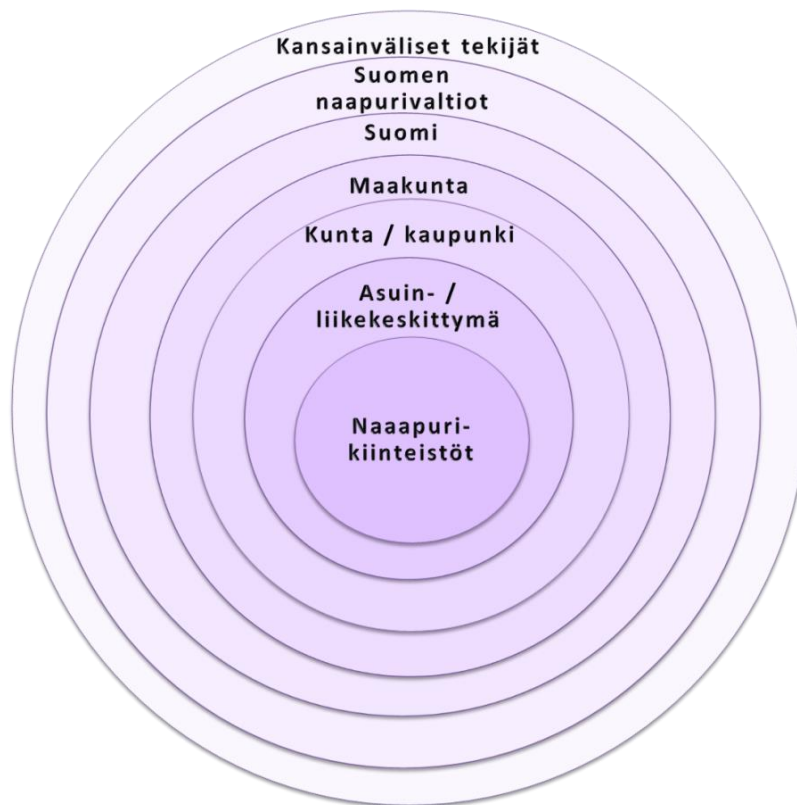 Kansainväliset tekijät
Suomen
naapurivaltiot
Suomi
Maakunta
Kunta / kaupunki
Asuin- /
liikekeskittymä
Naaapuri-
kiinteistöt